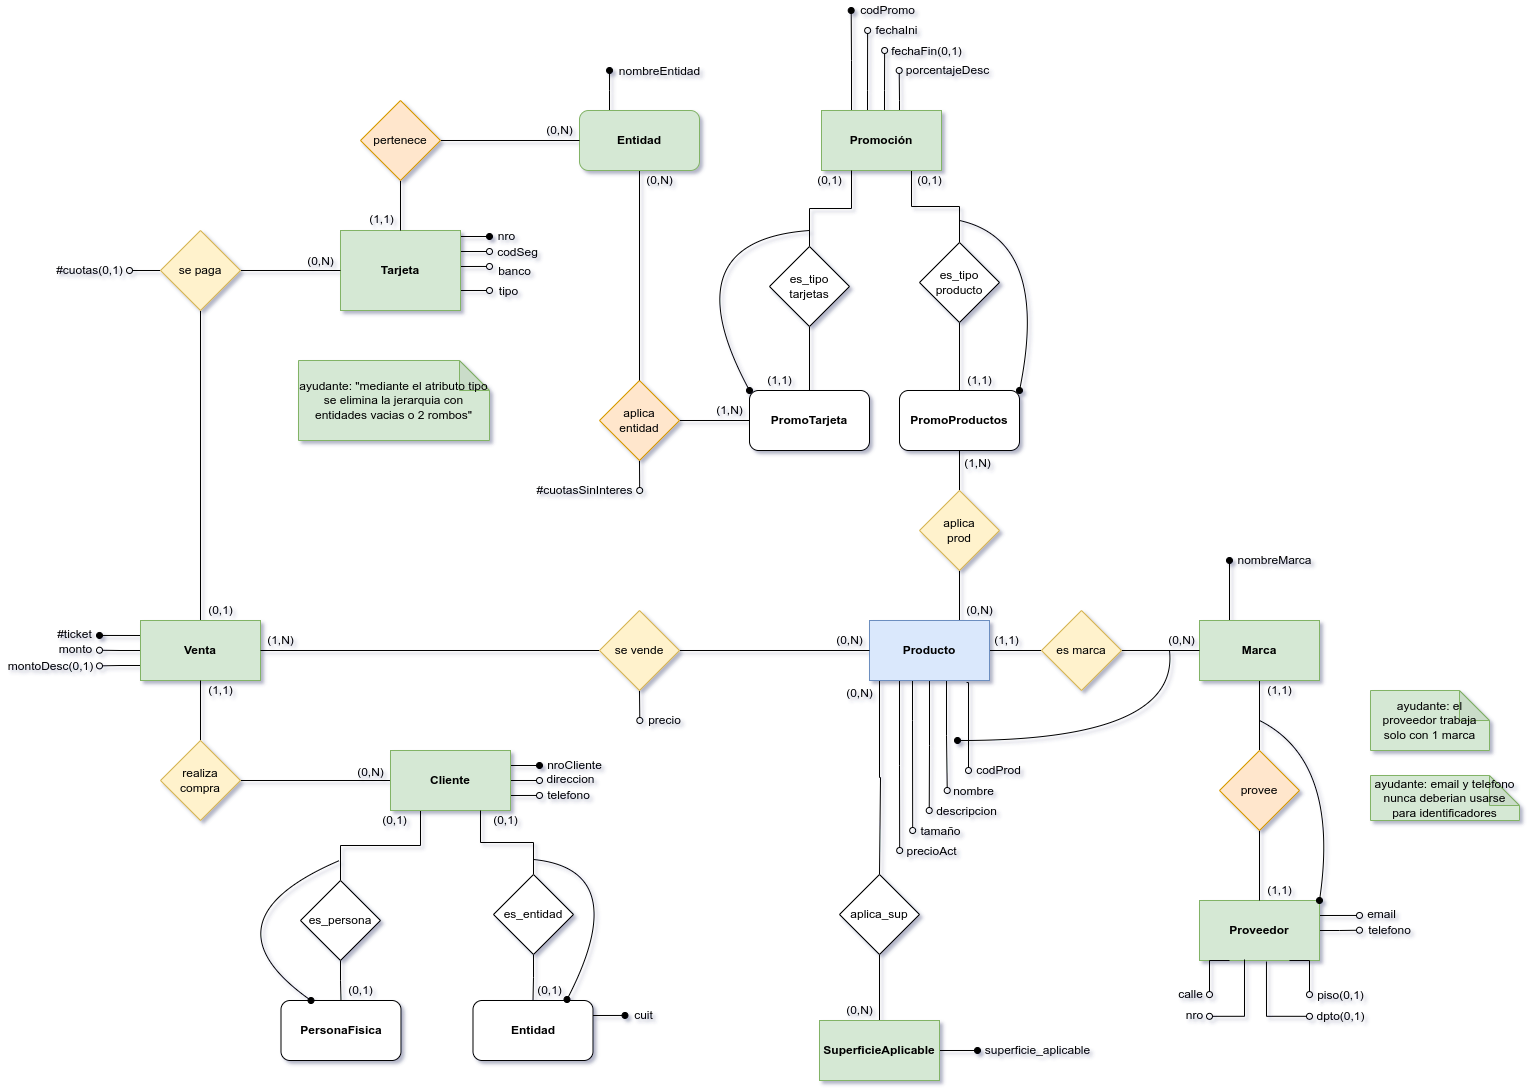 codPromo
fechaIni
fechaFin(0,1)
porcentajeDesc
nombreEntidad
pertenece
(0,N)
Entidad
Promoción
(0,N)
(0,1)
(0,1)
(1,1)
#cuotas(0,1)
se paga
(0,N)
Tarjeta
nro
codSeg
banco
tipo
es_tipo
tarjetas
es_tipo
producto
ayudante: "mediante el atributo tipo
se elimina la jerarquia con
entidades vacias o 2 rombos"
(1,1)
(1,1)
aplica
entidad
(1,N)
PromoTarjeta
PromoProductos
(1,N)
#cuotasSinInteres
aplica
prod
nombreMarca
(0,1)
(0,N)
#ticket
monto
montoDesc(0,1)
Venta
(1,N)
se vende
(0,N)
Producto
(1,1)
es marca
(0,N)
Marca
(1,1)
(0,N)
(1,1)
precio
ayudante: el
proveedor trabaja
solo con 1 marca
realiza
compra
(0,N)
Cliente
nroCliente
direccion
telefono
codProd
nombre
descripcion
tamaño
precioAct
provee
ayudante: email y telefono
nunca deberian usarse
para identificadores
(0,1)
(0,1)
es_persona
es_entidad
aplica_sup
(1,1)
Proveedor
email
telefono
(0,1)
(0,1)
(0,N)
calle
nro
piso(0,1)
dpto(0,1)
PersonaFisica
Entidad
cuit
SuperficieAplicable
superficie_aplicable